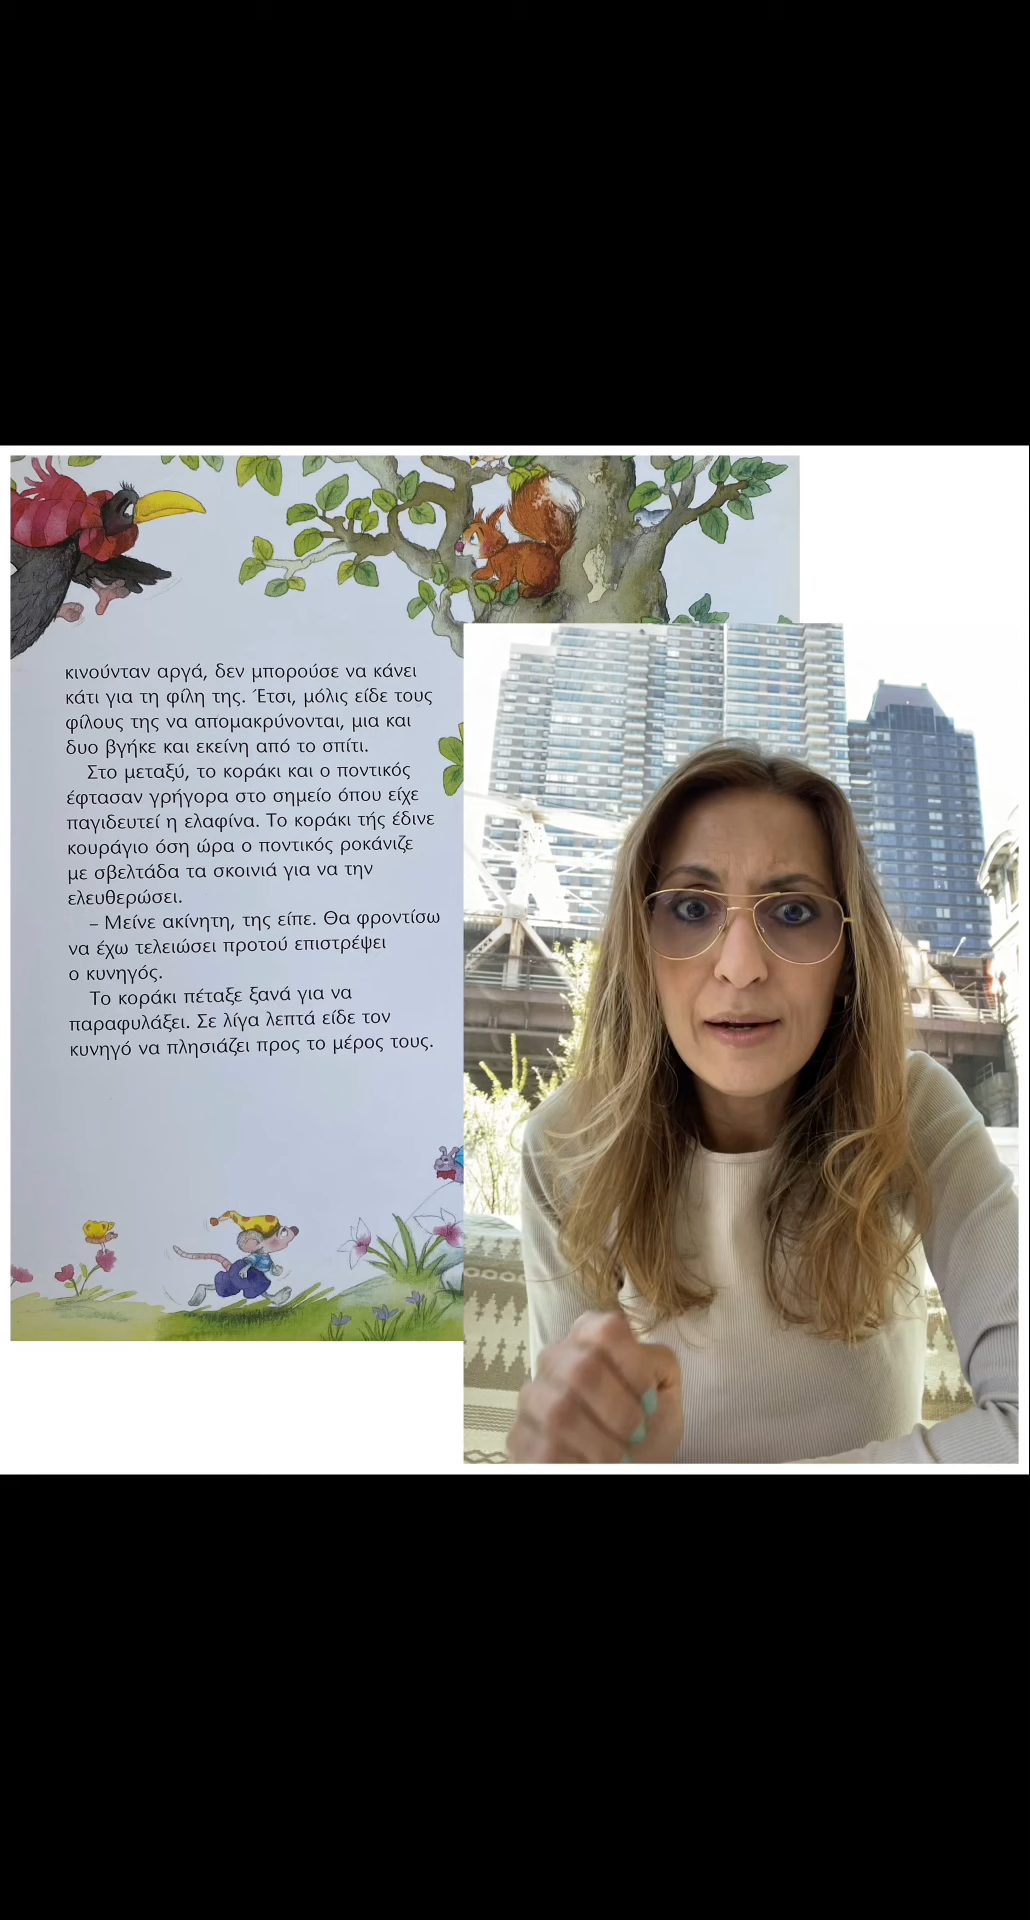 κινούνταν αργά, δεν μπορούσε να κάνει
κάτι για τη φίλη της. Έτσι, μόλις είδε τους
φίλους της να απομακρύνονται, μια και
δυο βγήκε και εκείνη από το σπίτι.
Στο μεταξύ, το κοράκι και ο ποντικός
έφτασαν γρήγορα στο σημείο όπου είχε
παγιδευτεί η ελαφίνα. Το κοράκι τής έδινε
κουράγιο όση ώρα ο ποντικός ροκάνιζε
με σβελτάδα τα σκοινιά για να την
ελευθερώσει.
– Μείνε ακίνητη, της είπε. Θα φροντίσω
να έχω τελειώσει προτού επιστρέψει
ο κυνηγός.
Το κοράκι πέταξε ξανά για να
παραφυλάξει. Σε λίγα λεπτά είδε τον
κυνηγό να πλησιάζει προς το μέρος τους.